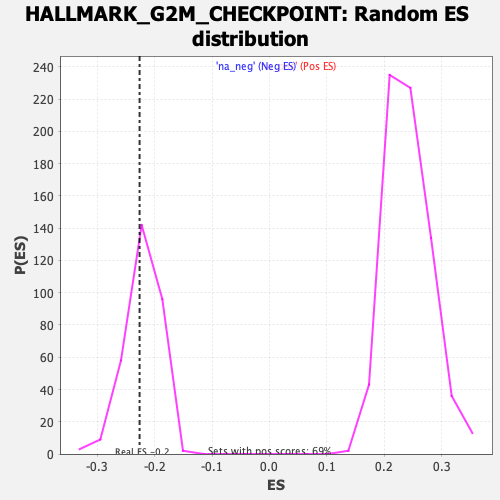 HALLMARK_G2M_CHECKPOINT: Random ES
distribution
'na_neg' (Neg ES)' (Pos ES)
240
220
200
180
160
140
120
100
80
60
40
20
0
P(ES)
Real ES -0.2
Sets with pos scores: 69%
-0.3 -0.2 -0.1 0.0 0.1 0.2 0.3
ES